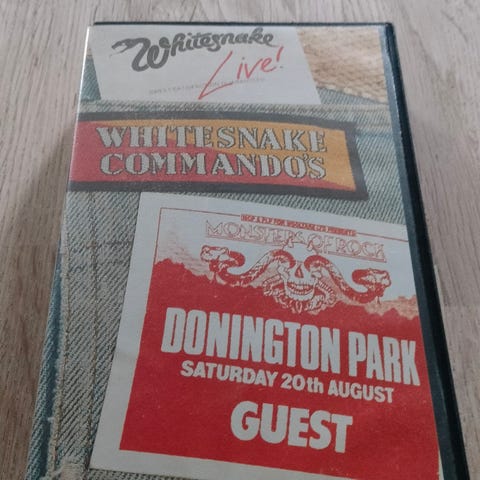 Whitesnake
Live!
WHITESNAKE
COMMANDO'S
MONSTERS OF ROCK
DONINGTON PARK
SATURDAY 20th AUGUST
GUEST